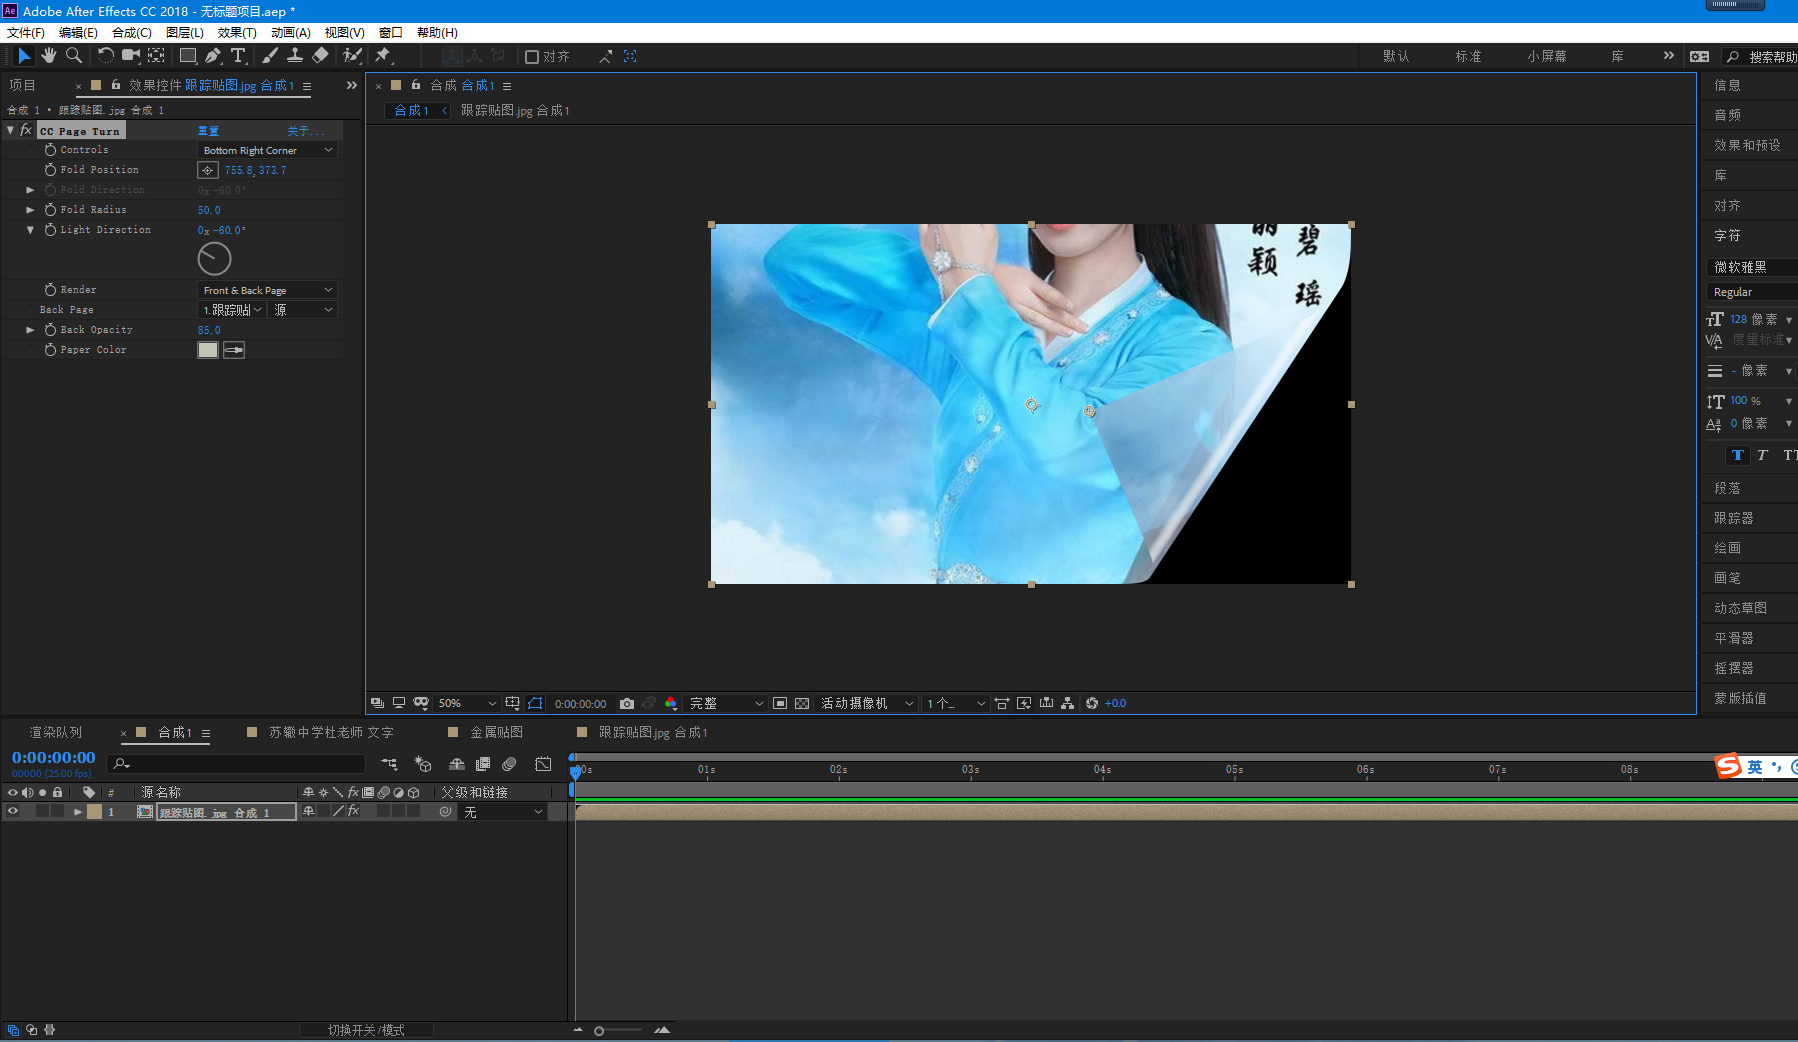 Ae Adobe After Effects CC 2018 - 无标题项目.aep *
文件(F) 编辑(E) 合成(C) 图层(L) 效果(T) 动画(A) 视图(V) 窗口 帮助(H)
对齐 默认 标准 小屏幕 库 搜索帮助
项目 效果控件 跟踪贴图.jpg 合成1
合成 1 • 跟踪贴图.jpg 合成 1
fx CC Page Turn 重置 关于...
Controls Bottom Right Corner
Fold Position 755.8, 373.7
Fold Direction 0x -60.0°
Fold Radius 50.0
Light Direction 0x -60.0°
Render Front & Back Page
Back Page 1.跟踪贴 源
Back Opacity 85.0
Paper Color
合成 合成1
合成1 跟踪贴图.jpg 合成1
颖
碧
瑶
50% 0:00:00:00 完整 活动摄像机 1个... +0.0
信息
音频
效果和预设
库
对齐
字符
微软雅黑
Regular
128 像素
度量标准
- 像素
100 %
0 像素
T T TT
段落
跟踪器
绘画
画笔
动态草图
平滑器
摇摆器
蒙版插值
渲染队列 合成1 苏辙中学杜老师 文字 金属贴图 跟踪贴图.jpg 合成1
0:00:00:00
00000 (25.00 fps)
00s 01s 02s 03s 04s 05s 06s 07s 08s
S 英
# 源名称 fx 父级和链接
1 跟踪贴图.jpg 合成 1 fx 无
切换开关/模式